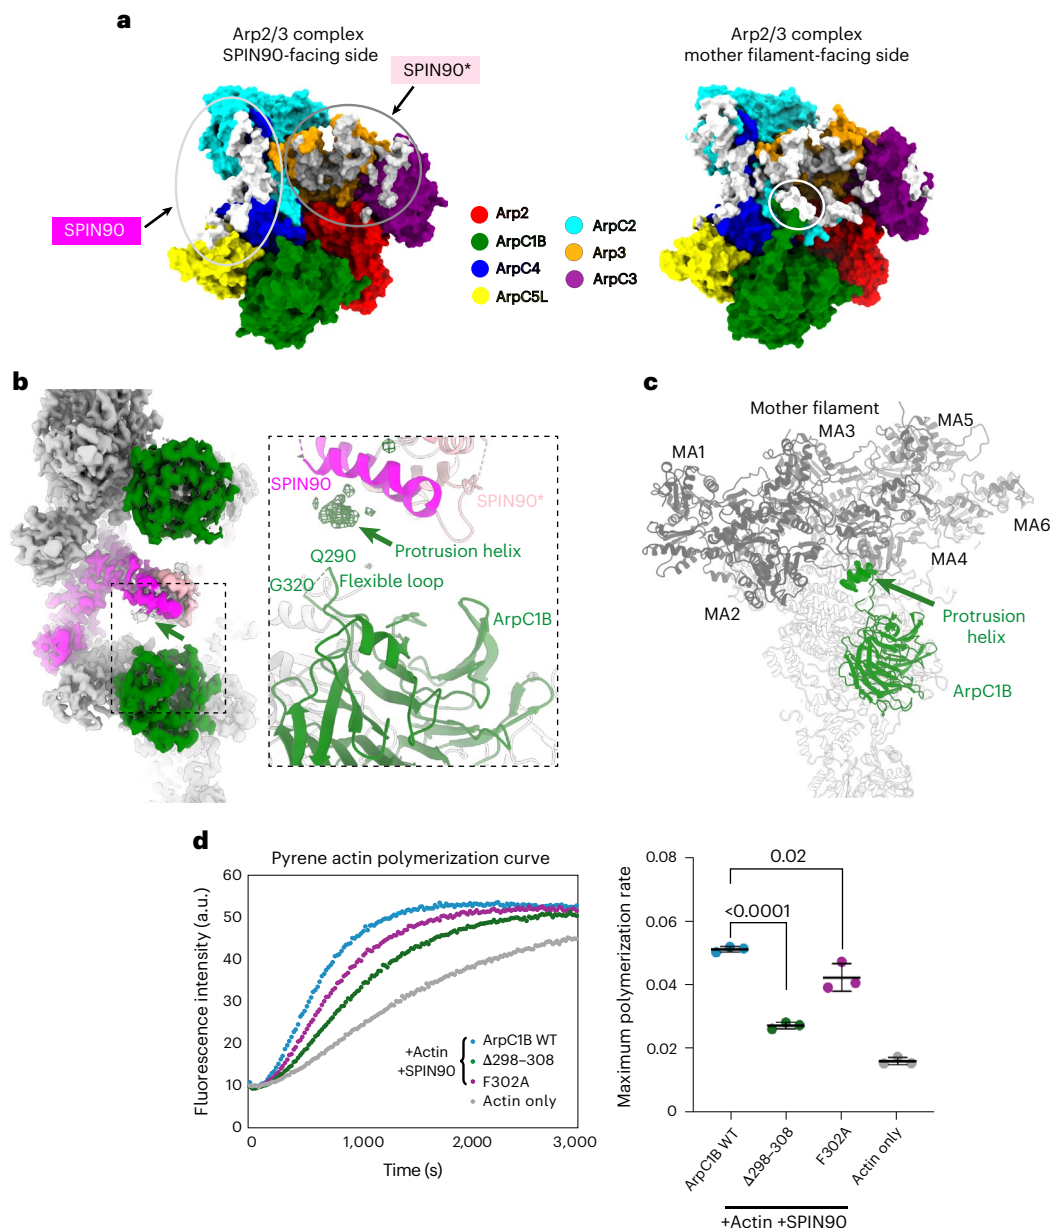 a
Arp2/3 complex
SPIN90-facing side
SPIN90*
SPIN90
Arp2/3 complex
mother filament-facing side
Arp2
ArpC1B
ArpC4
ArpC5L
ArpC2
Arp3
ArpC3
b
SPIN90
SPIN90*
Protrusion helix
Q290
G320
Flexible loop
ArpC1B
c
Mother filament
MA1
MA3
MA5
MA6
MA4
MA2
Protrusion
helix
ArpC1B
d
Pyrene actin polymerization curve
Fluorescence intensity (a.u.)
60
50
40
30
20
10
0
0
1,000
2,000
3,000
Time (s)
+Actin
+SPIN90
ArpC1B WT
Δ298–308
F302A
Actin only
Maximum polymerization rate
0.08
0.06
0.04
0.02
0
0.02
<0.0001
ArpC1B WT
Δ298–308
F302A
Actin only
+Actin +SPIN90